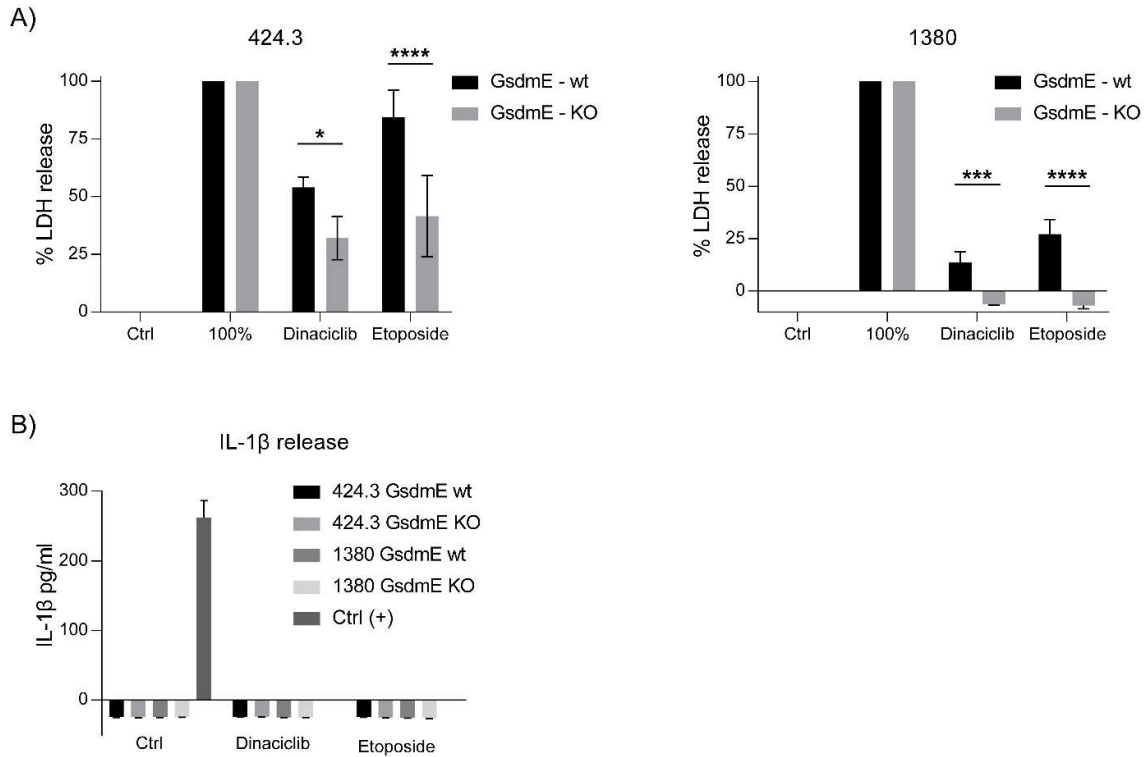 A)
424.3
% LDH release
100
75
50
25
0
*
****
GsdmE - wt
GsdmE - KO
Ctrl
100%
Dinaciclib
Etoposide
1380
% LDH release
100
75
50
25
0
***
****
GsdmE - wt
GsdmE - KO
Ctrl
100%
Dinaciclib
Etoposide
B)
IL-1β release
IL-1β pg/ml
300
200
100
0
424.3 GsdmE wt
424.3 GsdmE KO
1380 GsdmE wt
1380 GsdmE KO
Ctrl (+)
Ctrl
Dinaciclib
Etoposide